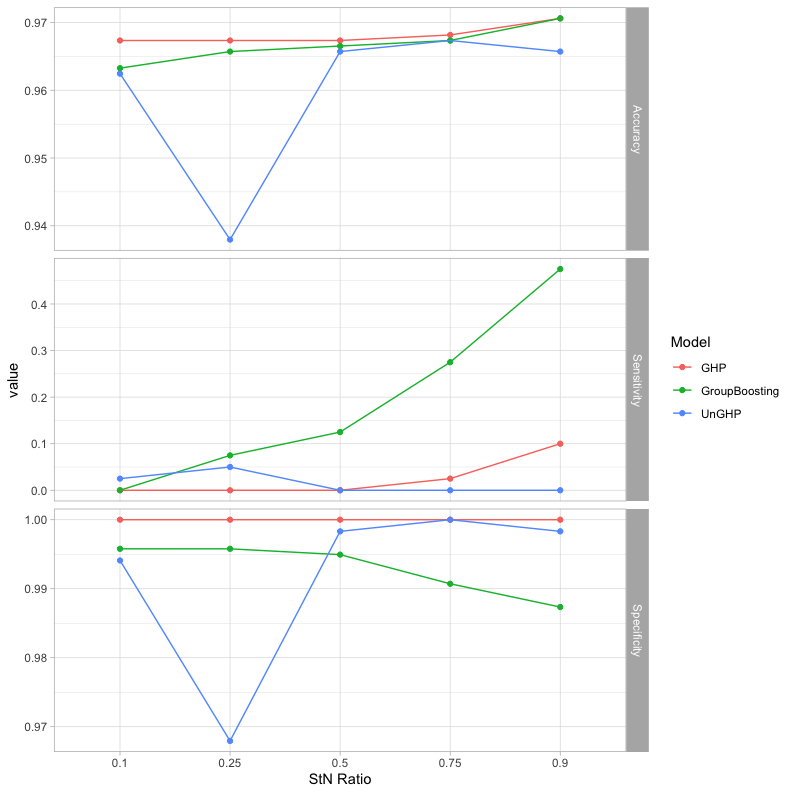 0.97
0.96
0.95
0.94
Accuracy
0.4
0.3
0.2
0.1
0.0
Sensitivity
1.00
0.99
0.98
0.97
Specificity
value
0.1 0.25 0.5 0.75 0.9
StN Ratio
Model
GHP
GroupBoosting
UnGHP